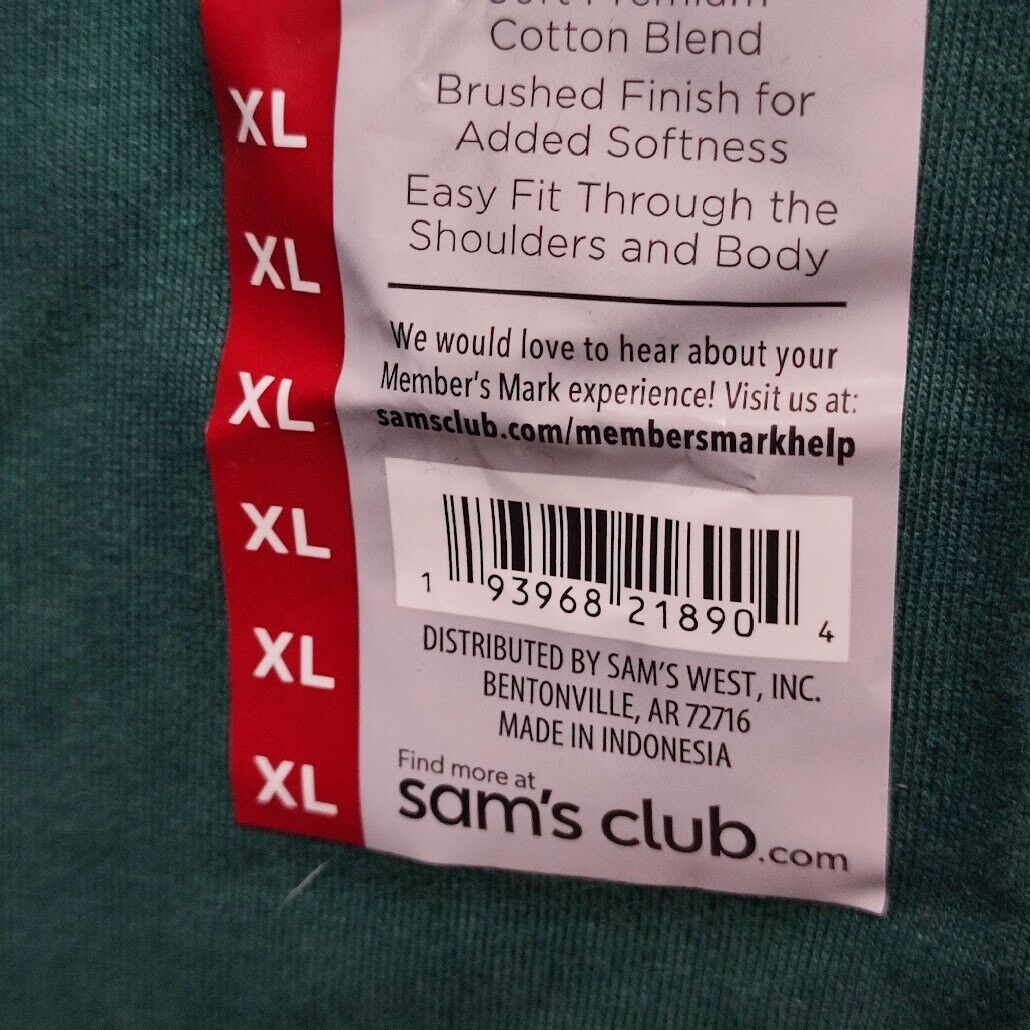 Soft Premium
Cotton Blend
Brushed Finish for
Added Softness
Easy Fit Through the
Shoulders and Body
We would love to hear about your
Member's Mark experience! Visit us at:
samsclub.com/membersmarkhelp
1 93968 21890 4
DISTRIBUTED BY SAM'S WEST, INC.
BENTONVILLE, AR 72716
MADE IN INDONESIA
Find more at
sam's club.com
XL
XL
XL
XL
XL
XL